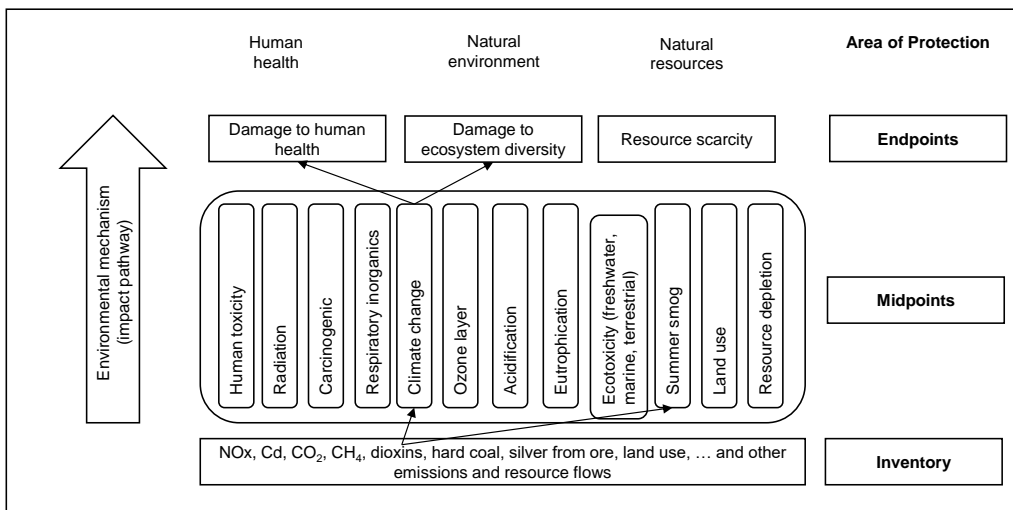 Human
health
Natural
environment
Natural
resources
Area of Protection
Damage to human
health
Damage to
ecosystem diversity
Resource scarcity
Endpoints
Environmental mechanism
(impact pathway)
Human toxicity
Radiation
Carcinogenic
Respiratory inorganics
Climate change
Ozone layer
Acidification
Eutrophication
Ecotoxicity (freshwater,
marine, terrestrial)
Summer smog
Land use
Resource depletion
Midpoints
NOx, Cd, CO₂, CH₄, dioxins, hard coal, silver from ore, land use, … and other
emissions and resource flows
Inventory